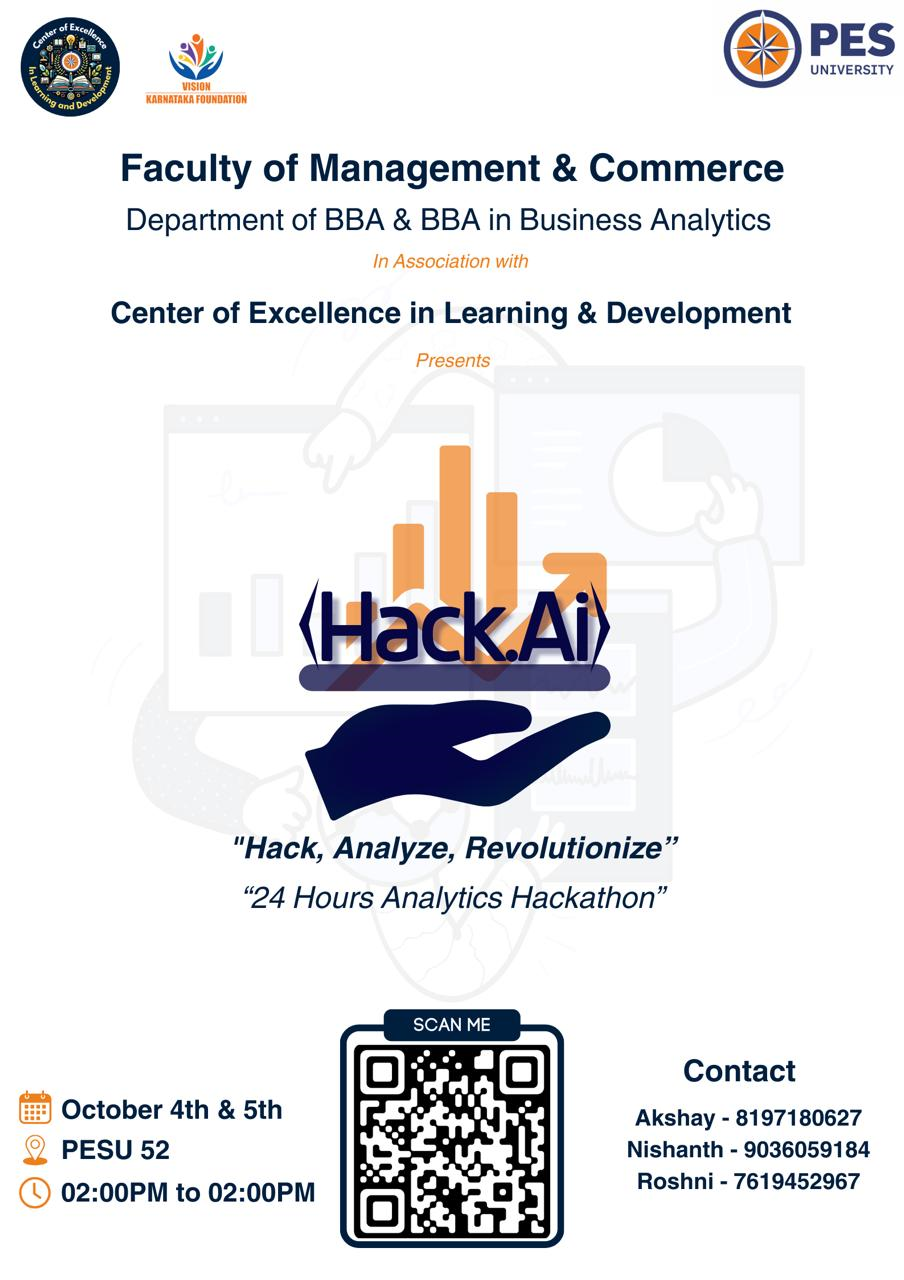 Center of Excellence
In Learning and Development
VISION
KARNATAKA FOUNDATION
PES
UNIVERSITY
Faculty of Management & Commerce
Department of BBA & BBA in Business Analytics
In Association with
Center of Excellence in Learning & Development
Presents
⟨Hack.Ai⟩
"Hack, Analyze, Revolutionize”
“24 Hours Analytics Hackathon”
SCAN ME
October 4th & 5th
PESU 52
02:00PM to 02:00PM
Contact
Akshay - 8197180627
Nishanth - 9036059184
Roshni - 7619452967